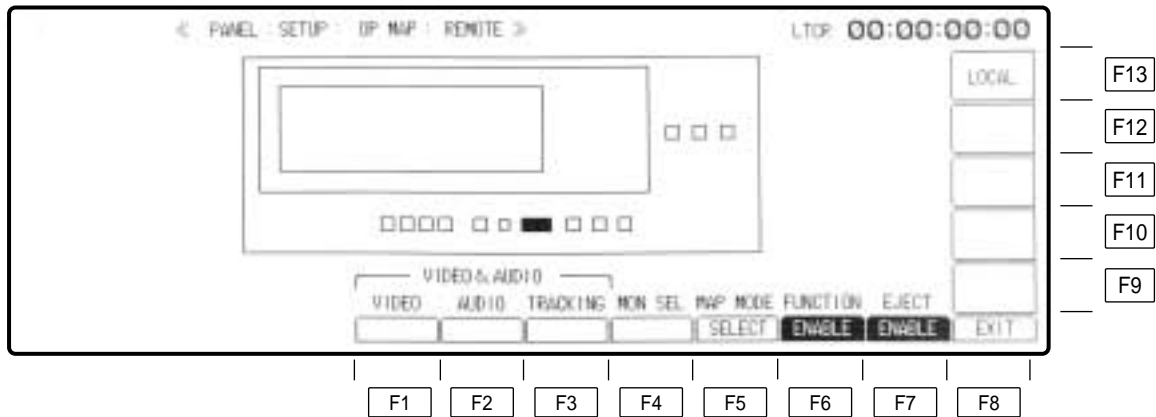 ≪ PANEL : SETUP : OP MAP : REMOTE ≫ LTCR 00:00:00:00
LOCAL F13
F12
F11
F10
F9
VIDEO & AUDIO
VIDEO AUDIO TRACKING MON SEL MAP MODE FUNCTION EJECT
SELECT ENABLE ENABLE EXIT
F1 F2 F3 F4 F5 F6 F7 F8